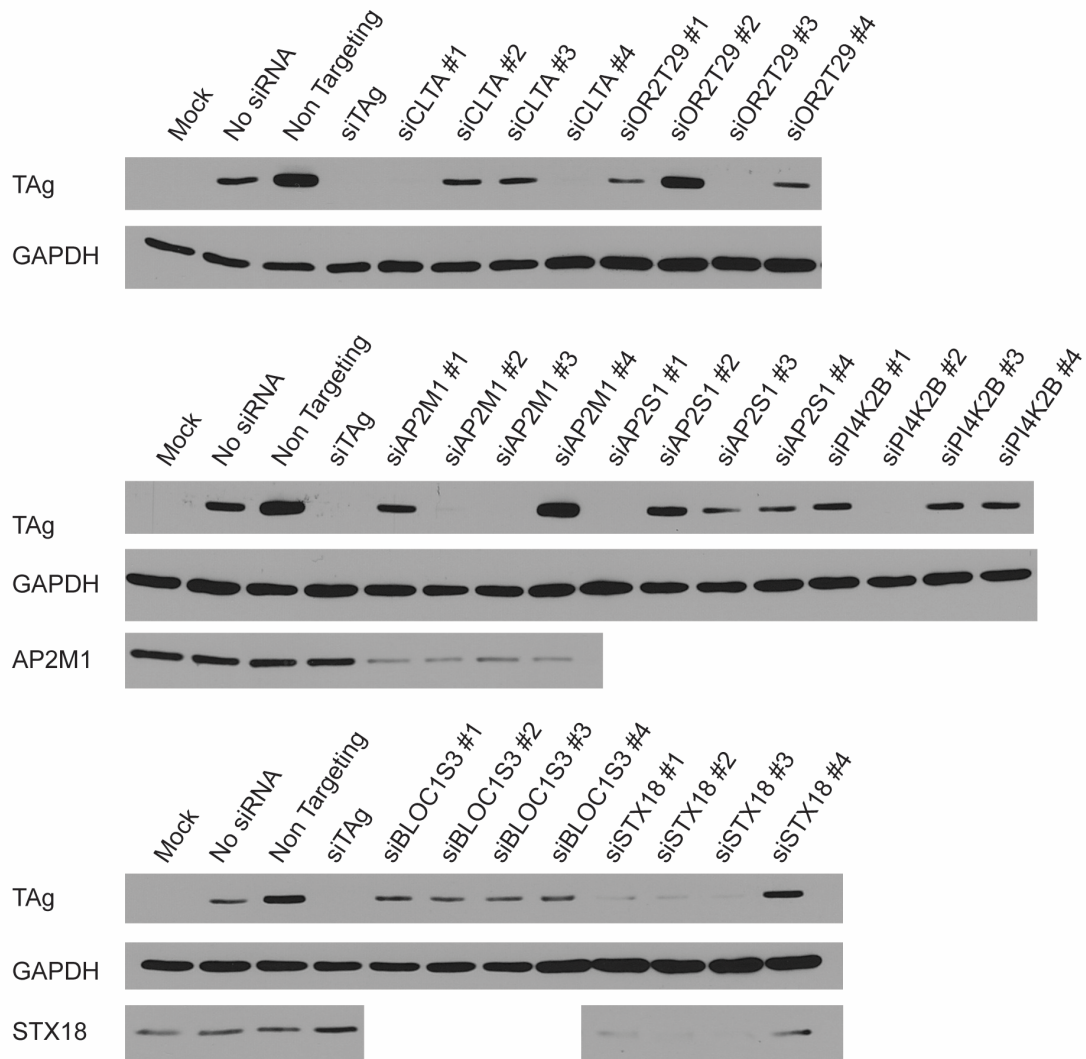 Mock No siRNA Non Targeting siTAg siCLTA #1 siCLTA #2 siCLTA #3 siCLTA #4 siOR2T29 #1 siOR2T29 #2 siOR2T29 #3 siOR2T29 #4
TAg
GAPDH
Mock No siRNA Non Targeting siTAg siAP2M1 #1 siAP2M1 #2 siAP2M1 #3 siAP2M1 #4 siAP2S1 #1 siAP2S1 #2 siAP2S1 #3 siAP2S1 #4 siPI4K2B #1 siPI4K2B #2 siPI4K2B #3 siPI4K2B #4
TAg
GAPDH
AP2M1
Mock No siRNA Non Targeting siTAg siBLOC1S3 #1 siBLOC1S3 #2 siBLOC1S3 #3 siBLOC1S3 #4 siSTX18 #1 siSTX18 #2 siSTX18 #3 siSTX18 #4
TAg
GAPDH
STX18